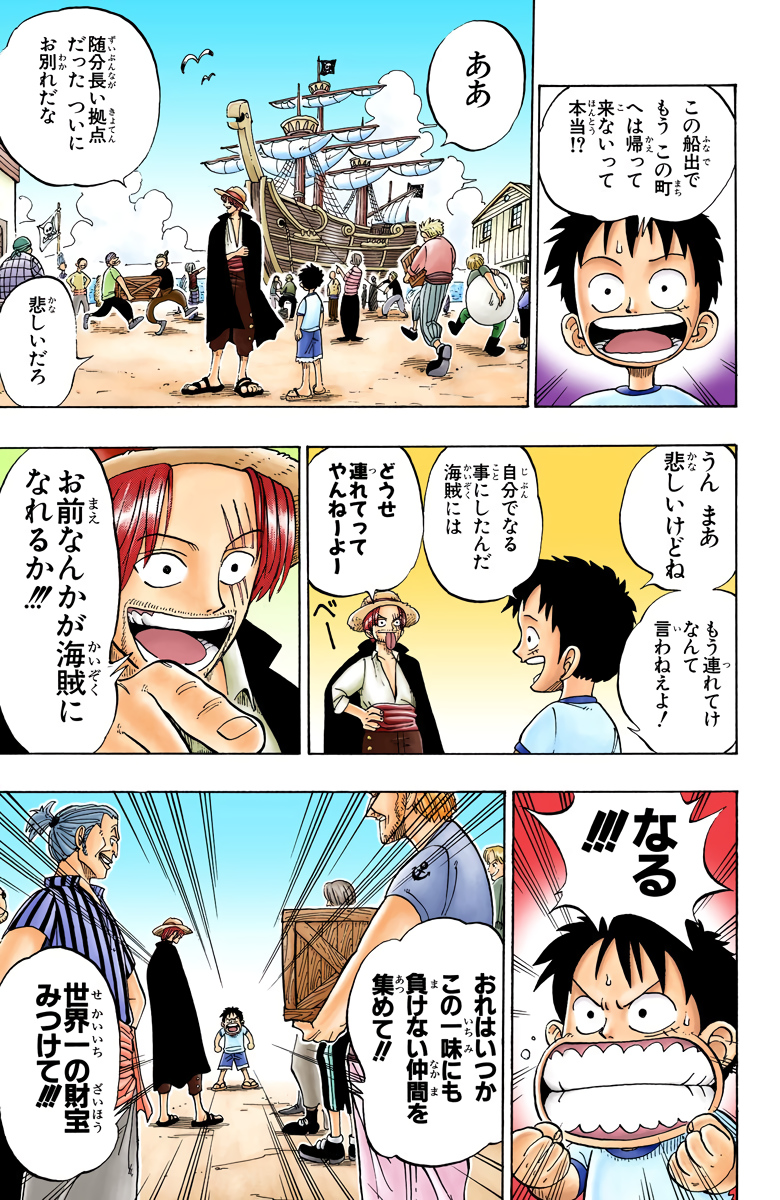 この船出で
もう この町
へは帰って
来ないって
本当!?
ああ
随分長い拠点
だった ついに
お別れだな
悲しいだろ
うん まあ
悲しいけどね
もう連れてけ
なんて
言わねえよ!
自分でなる
事にしたんだ
海賊には
どうせ
連れてって
やんねーよー
べー
お前なんかが海賊に
なれるか!!!
なる
!!!
おれはいつか
この一味にも
負けない仲間を
集めて!!
世界一の財宝
みつけて!!!